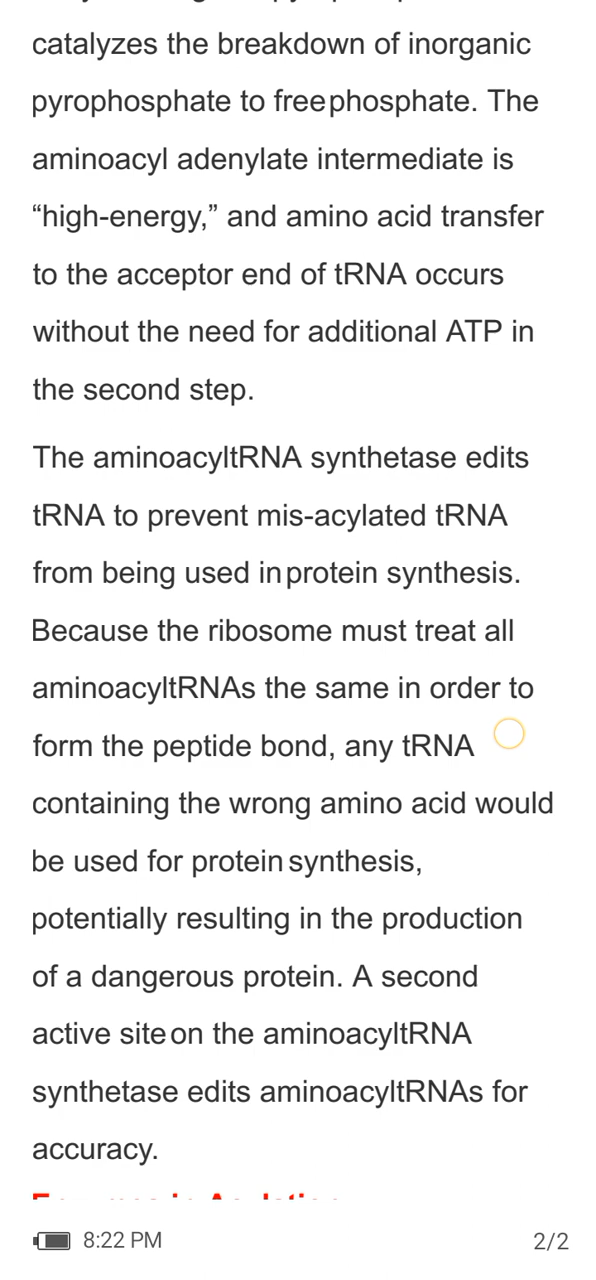 catalyzes the breakdown of inorganic
pyrophosphate to free phosphate. The
aminoacyl adenylate intermediate is
“high-energy,” and amino acid transfer
to the acceptor end of tRNA occurs
without the need for additional ATP in
the second step.
The aminoacyltRNA synthetase edits
tRNA to prevent mis-acylated tRNA
from being used in protein synthesis.
Because the ribosome must treat all
aminoacyltRNAs the same in order to
form the peptide bond, any tRNA
containing the wrong amino acid would
be used for protein synthesis,
potentially resulting in the production
of a dangerous protein. A second
active site on the aminoacyltRNA
synthetase edits aminoacyltRNAs for
accuracy.
8:22 PM 2/2